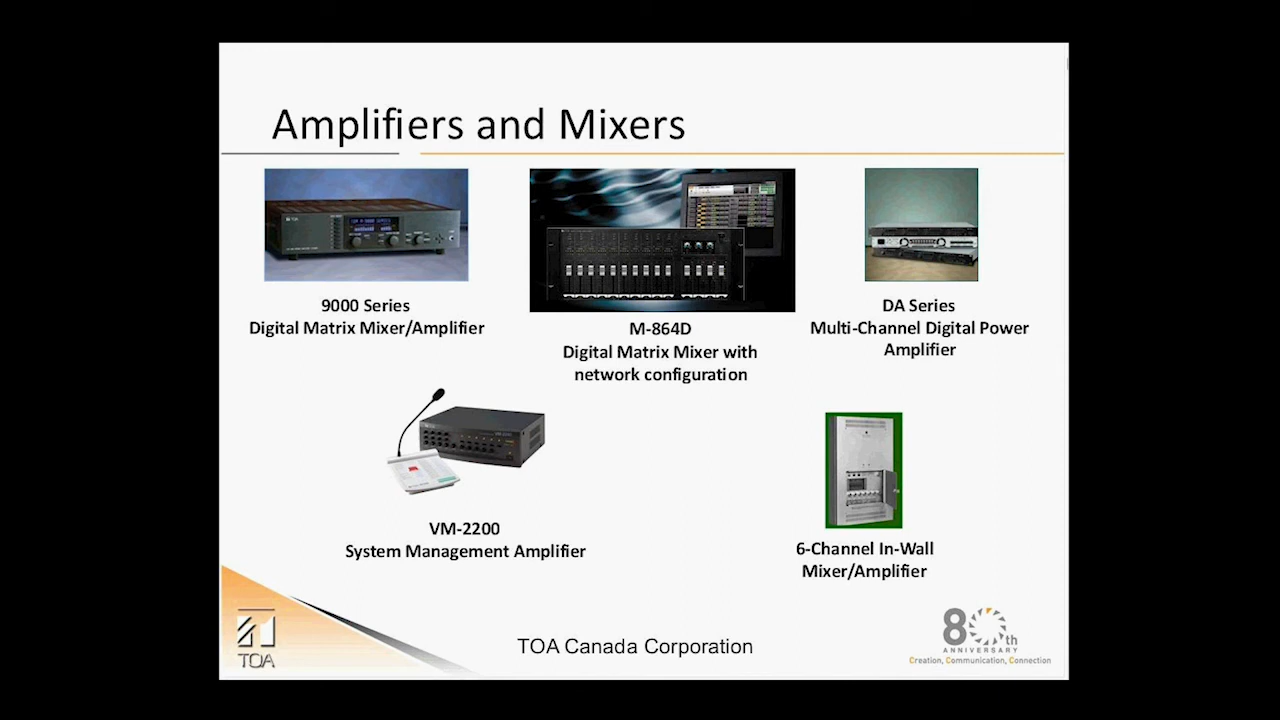 Amplifiers and Mixers
9000 Series
Digital Matrix Mixer/Amplifier
M-864D
Digital Matrix Mixer with
network configuration
DA Series
Multi-Channel Digital Power
Amplifier
VM-2200
System Management Amplifier
6-Channel In-Wall
Mixer/Amplifier
TOA
TOA Canada Corporation
80th
ANNIVERSARY
Creation, Communication, Connection